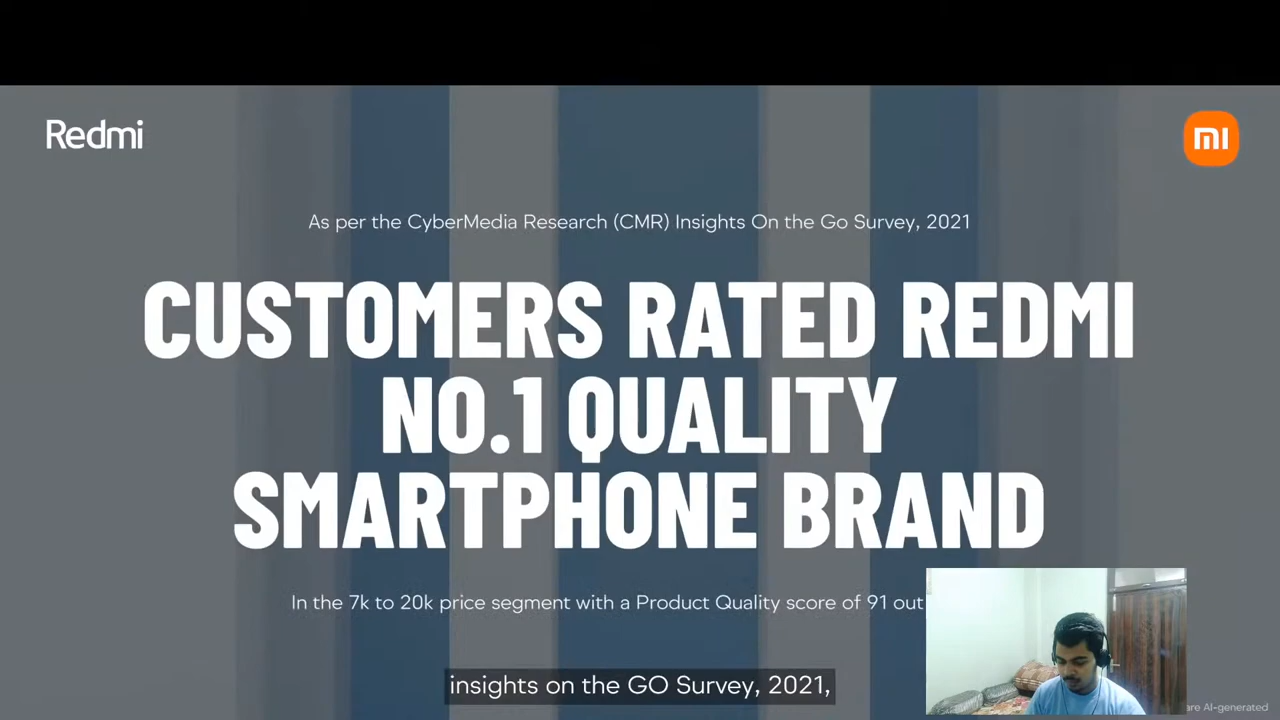 Redmi
mi
As per the CyberMedia Research (CMR) Insights On the Go Survey, 2021
CUSTOMERS RATED REDMI
NO.1 QUALITY
SMARTPHONE BRAND
In the 7k to 20k price segment with a Product Quality score of 91 out
insights on the GO Survey, 2021,
are AI-generated